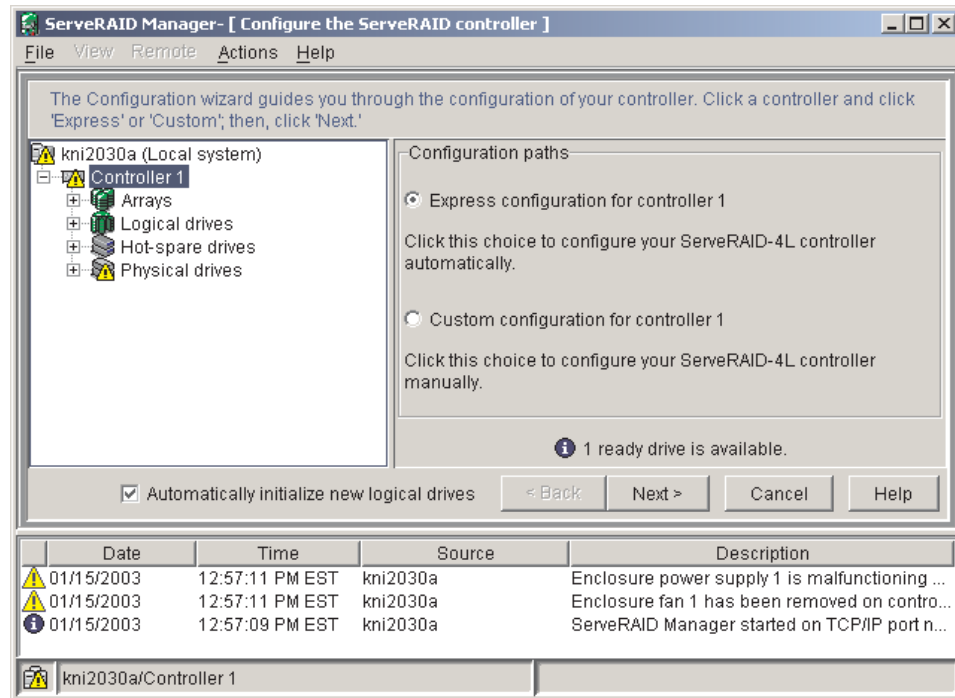 ServeRAID Manager- [ Configure the ServeRAID controller ]
File View Remote Actions Help
The Configuration wizard guides you through the configuration of your controller. Click a controller and click
'Express' or 'Custom'; then, click 'Next.'
kni2030a (Local system)
Controller 1
Arrays
Logical drives
Hot-spare drives
Physical drives
Configuration paths
Express configuration for controller 1
Click this choice to configure your ServeRAID-4L controller
automatically.
Custom configuration for controller 1
Click this choice to configure your ServeRAID-4L controller
manually.
1 ready drive is available.
Automatically initialize new logical drives
< Back Next > Cancel Help
Date Time Source Description
01/15/2003 12:57:11 PM EST kni2030a Enclosure power supply 1 is malfunctioning ...
01/15/2003 12:57:11 PM EST kni2030a Enclosure fan 1 has been removed on contro...
01/15/2003 12:57:09 PM EST kni2030a ServeRAID Manager started on TCP/IP port n...
kni2030a/Controller 1